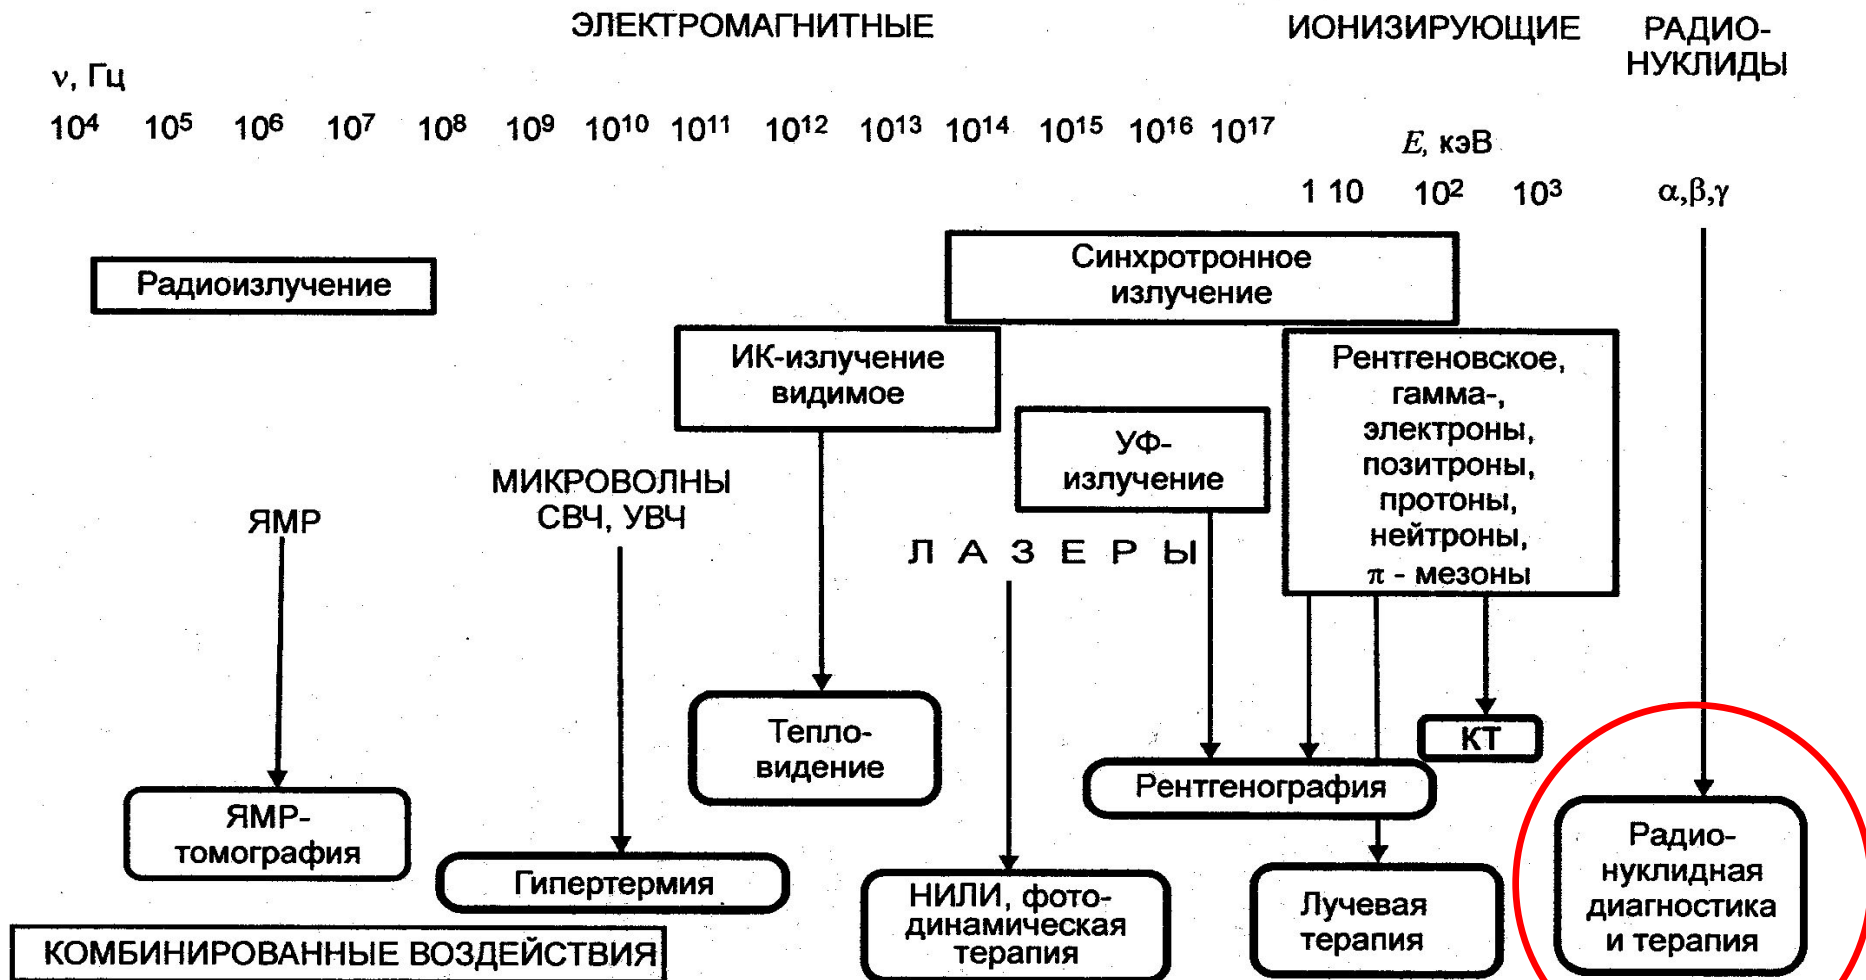 ЭЛЕКТРОМАГНИТНЫЕ
ИОНИЗИРУЮЩИЕ
РАДИО-
НУКЛИДЫ
ν, Гц
10⁴ 10⁵ 10⁶ 10⁷ 10⁸ 10⁹ 10¹⁰ 10¹¹ 10¹² 10¹³ 10¹⁴ 10¹⁵ 10¹⁶ 10¹⁷
E, кэВ
1 10 10² 10³
α,β,γ
Радиоизлучение
Синхротронное
излучение
ИК-излучение
видимое
УФ-
излучение
Рентгеновское,
гамма-,
электроны,
позитроны,
протоны,
нейтроны,
π - мезоны
ЯМР
МИКРОВОЛНЫ
СВЧ, УВЧ
Л А З Е Р Ы
ЯМР-
томография
Гипертермия
Тепло-
видение
НИЛИ, фото-
динамическая
терапия
Рентгенография
КТ
Лучевая
терапия
Радио-
нуклидная
диагностика
и терапия
КОМБИНИРОВАННЫЕ ВОЗДЕЙСТВИЯ